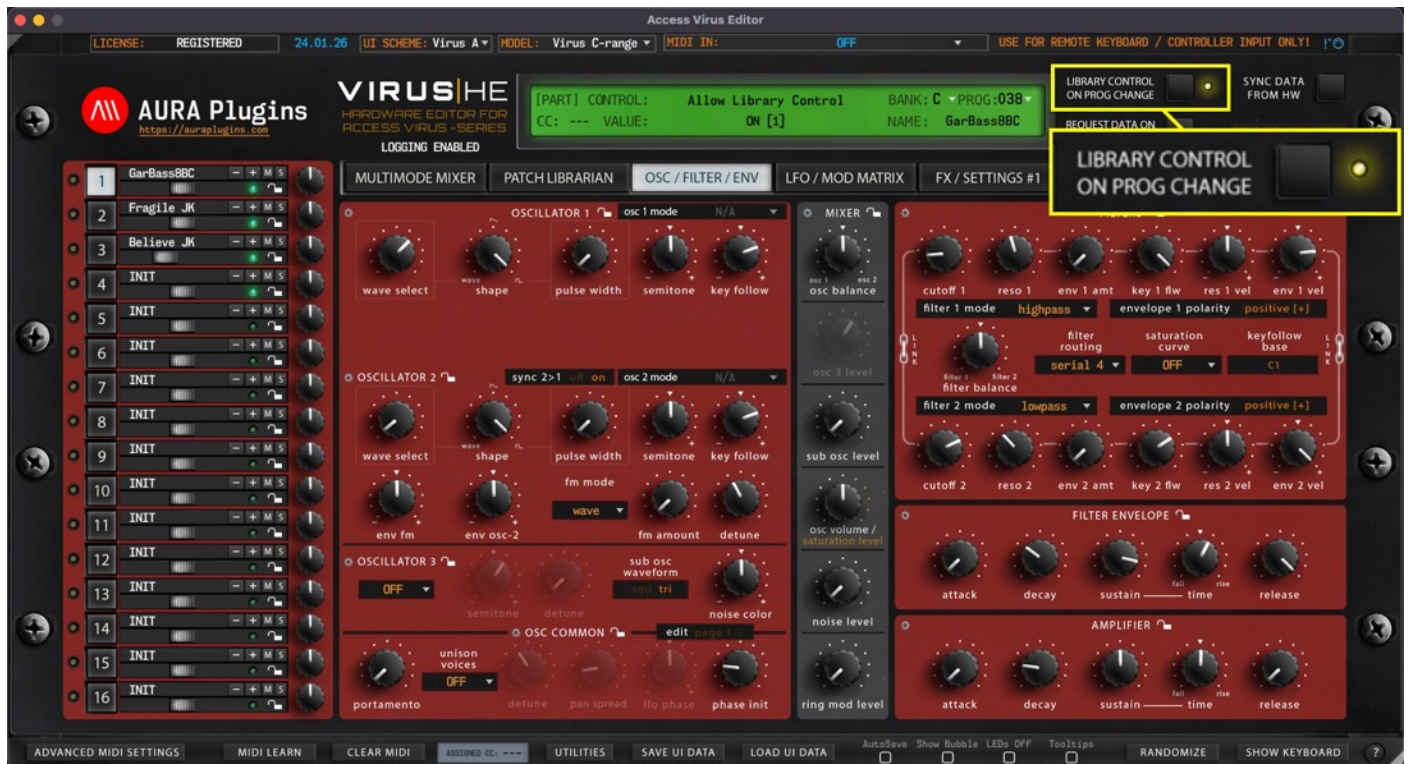 Access Virus Editor
LICENSE: REGISTERED 24.01.26 UI SCHEME: Virus A MODEL: Virus C-range MIDI IN: OFF USE FOR REMOTE KEYBOARD / CONTROLLER INPUT ONLY!
AURA Plugins
https://auraplugins.com
VIRUS|HE
HARDWARE EDITOR FOR
ACCESS VIRUS -SERIES
LOGGING ENABLED
[PART] CONTROL: Allow Library Control BANK: C PROG:038
CC: --- VALUE: ON [1] NAME: GarBass8BC
LIBRARY CONTROL
ON PROG CHANGE
SYNC DATA
FROM HW
REQUEST DATA ON
LIBRARY CONTROL
ON PROG CHANGE
MULTIMODE MIXER PATCH LIBRARIAN OSC / FILTER / ENV LFO / MOD MATRIX FX / SETTINGS #1
1 GarBass8BC - + M S
2 Fragile JK - + M S
3 Believe JK - + M S
4 INIT - + M S
5 INIT - + M S
6 INIT - + M S
7 INIT - + M S
8 INIT - + M S
9 INIT - + M S
10 INIT - + M S
11 INIT - + M S
12 INIT - + M S
13 INIT - + M S
14 INIT - + M S
15 INIT - + M S
16 INIT - + M S
OSCILLATOR 1 osc 1 mode N/A
wave select wave shape pulse width - semitone + key follow
OSCILLATOR 2 sync 2>1 off on osc 2 mode N/A
wave select wave shape pulse width - semitone + key follow
fm mode
wave
env fm env osc-2 fm amount detune
OSCILLATOR 3
OFF
semitone detune
sub osc
waveform
squ tri
noise color
OSC COMMON edit page 1
unison
voices
OFF
portamento detune pan spread lfo phase phase init
MIXER
osc 1 osc 2
osc balance
osc 3 level
sub osc level
osc volume /
saturation level
noise level
ring mod level
cutoff 1 reso 1 env 1 amt key 1 flw res 1 vel env 1 vel
filter 1 mode highpass envelope 1 polarity positive [+]
LINK
filter 1 filter 2
filter balance
filter
routing
serial 4
saturation
curve
OFF
keyfollow
base
C1
LINK
filter 2 mode lowpass envelope 2 polarity positive [+]
cutoff 2 reso 2 env 2 amt key 2 flw res 2 vel env 2 vel
FILTER ENVELOPE
fall rise
attack decay sustain time release
AMPLIFIER
fall rise
attack decay sustain time release
ADVANCED MIDI SETTINGS MIDI LEARN CLEAR MIDI ASSIGNED CC: --- UTILITIES SAVE UI DATA LOAD UI DATA AutoSave Show Bubble LEDs Off Tooltips RANDOMIZE SHOW KEYBOARD ?